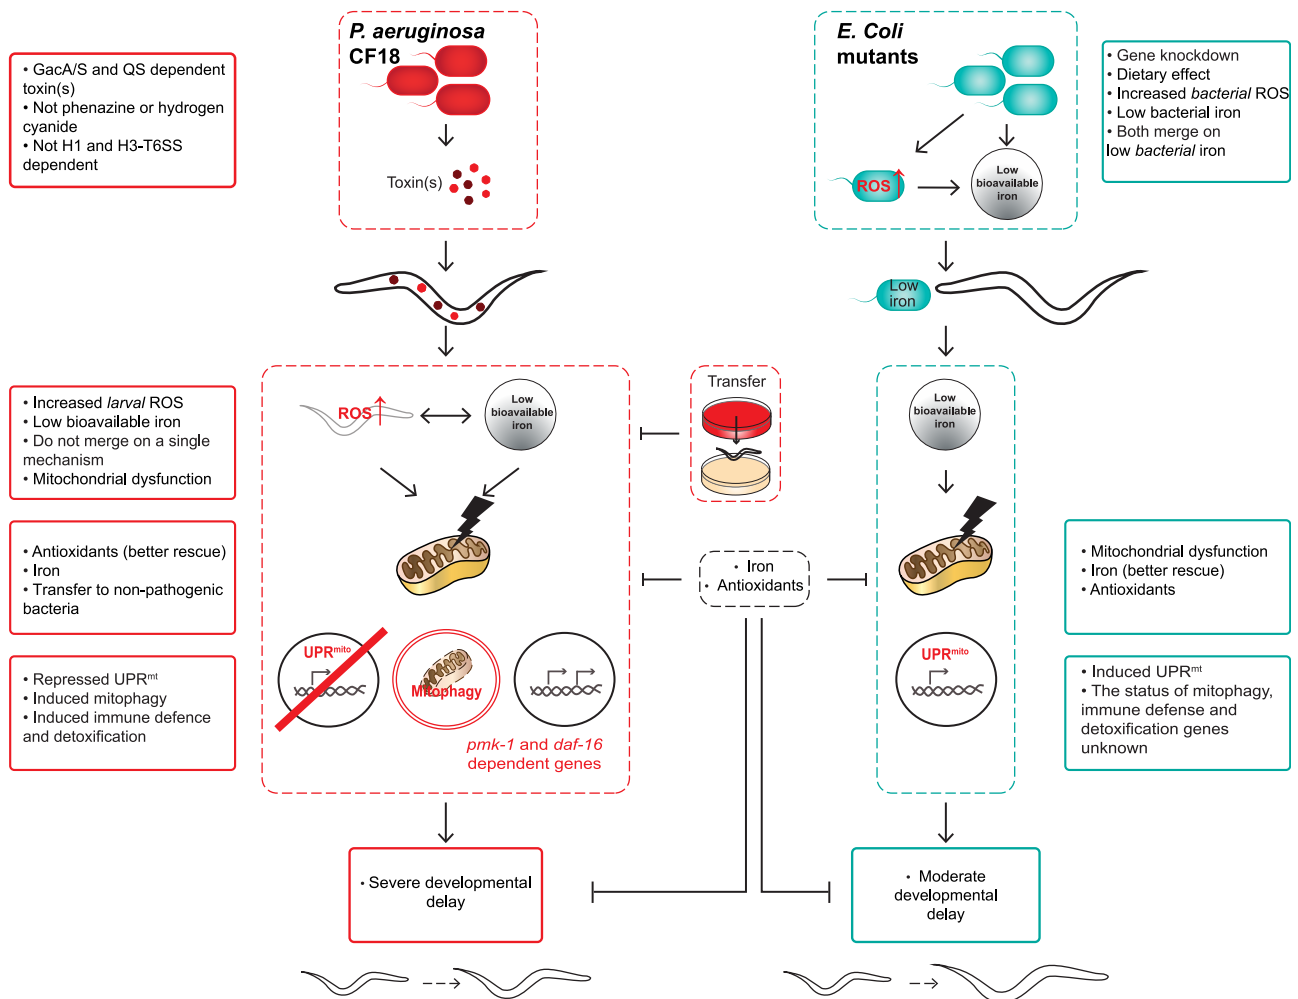 P. aeruginosa
CF18
Toxin(s)
E. Coli
mutants
ROS
Low
bioavailable
iron
• GacA/S and QS dependent
toxin(s)
• Not phenazine or hydrogen
cyanide
• Not H1 and H3-T6SS
dependent
• Gene knockdown
• Dietary effect
• Increased bacterial ROS
• Low bacterial iron
• Both merge on
low bacterial iron
Low
iron
• Increased larval ROS
• Low bioavailable iron
• Do not merge on a single
mechanism
• Mitochondrial dysfunction
ROS
Low
bioavailable
iron
Transfer
Low
bioavailable
iron
• Antioxidants (better rescue)
• Iron
• Transfer to non-pathogenic
bacteria
• Iron
• Antioxidants
• Mitochondrial dysfunction
• Iron (better rescue)
• Antioxidants
• Repressed UPRmt
• Induced mitophagy
• Induced immune defence
and detoxification
UPRmito
Mitophagy
pmk-1 and daf-16
dependent genes
UPRmito
• Induced UPRmt
• The status of mitophagy,
immune defense and
detoxification genes
unknown
• Severe developmental
delay
• Moderate
developmental
delay